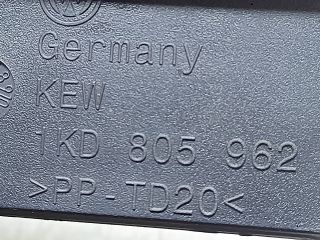 Germany
KEW
1KD 805 962
>PP-TD20<